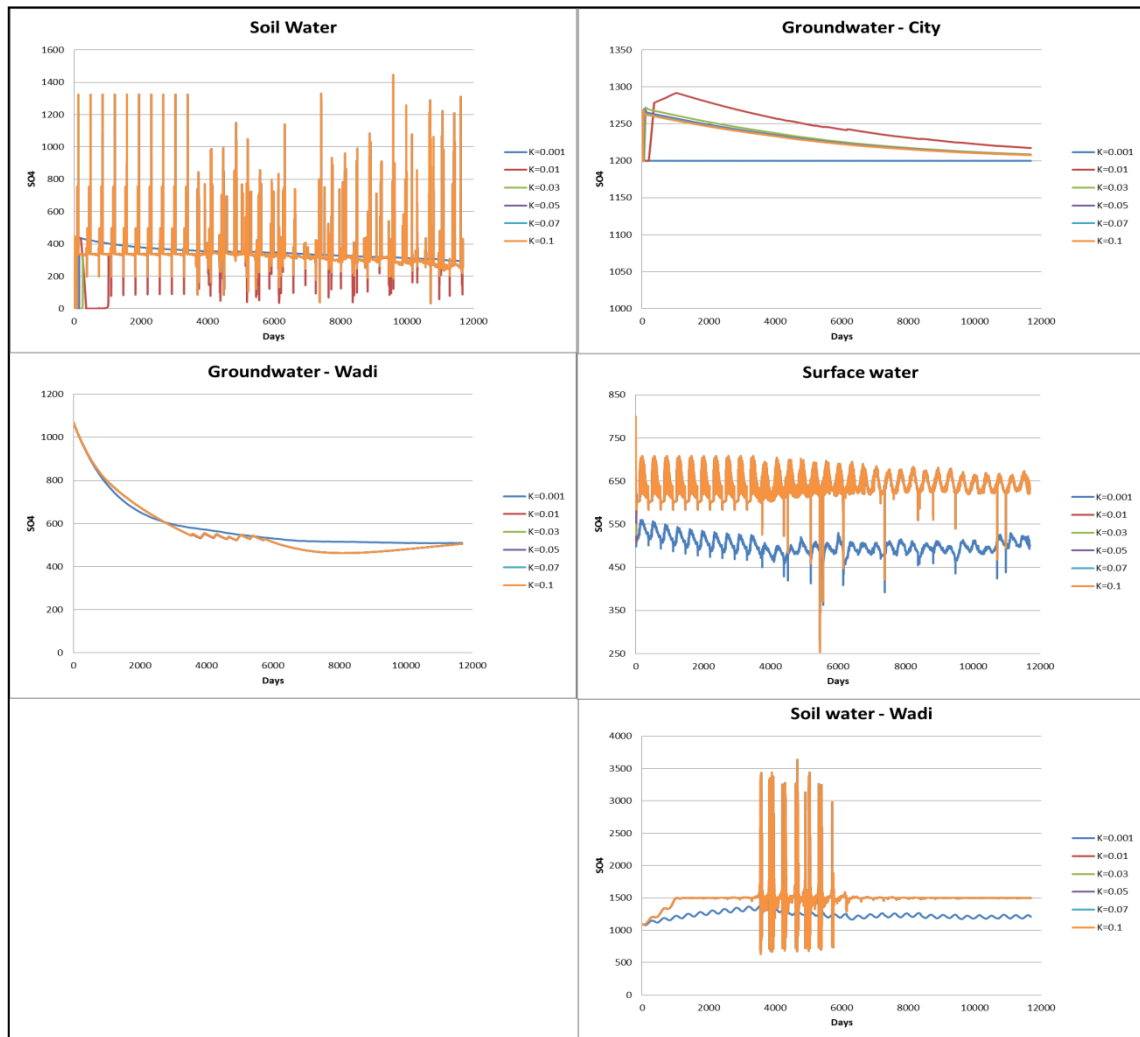 Soil Water
1600
1400
1200
1000
800
600
400
200
0
SO4
0 2000 4000 6000 8000 10000 12000
Days
K=0.001
K=0.01
K=0.03
K=0.05
K=0.07
K=0.1
Groundwater - City
1350
1300
1250
1200
1150
1100
1050
1000
SO4
0 2000 4000 6000 8000 10000 12000
Days
K=0.001
K=0.01
K=0.03
K=0.05
K=0.07
K=0.1
Groundwater - Wadi
1200
1000
800
600
400
200
0
SO4
0 2000 4000 6000 8000 10000 12000
Days
K=0.001
K=0.01
K=0.03
K=0.05
K=0.07
K=0.1
Surface water
850
750
650
550
450
350
250
SO4
0 2000 4000 6000 8000 10000 12000
Days
K=0.001
K=0.01
K=0.03
K=0.05
K=0.07
K=0.1
Soil water - Wadi
4000
3500
3000
2500
2000
1500
1000
500
0
SO4
0 2000 4000 6000 8000 10000 12000
Days
K=0.001
K=0.01
K=0.03
K=0.05
K=0.07
K=0.1